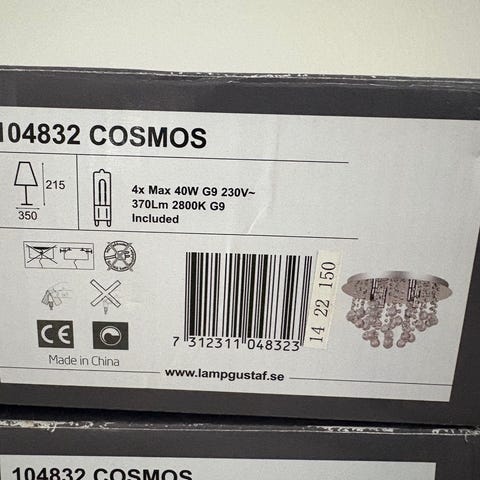 104832 COSMOS
215
350
4x Max 40W G9 230V~
370Lm 2800K G9
Included
7 312311 048323
14 22 150
CE
Made in China
www.lampgustaf.se
104832 COSMOS